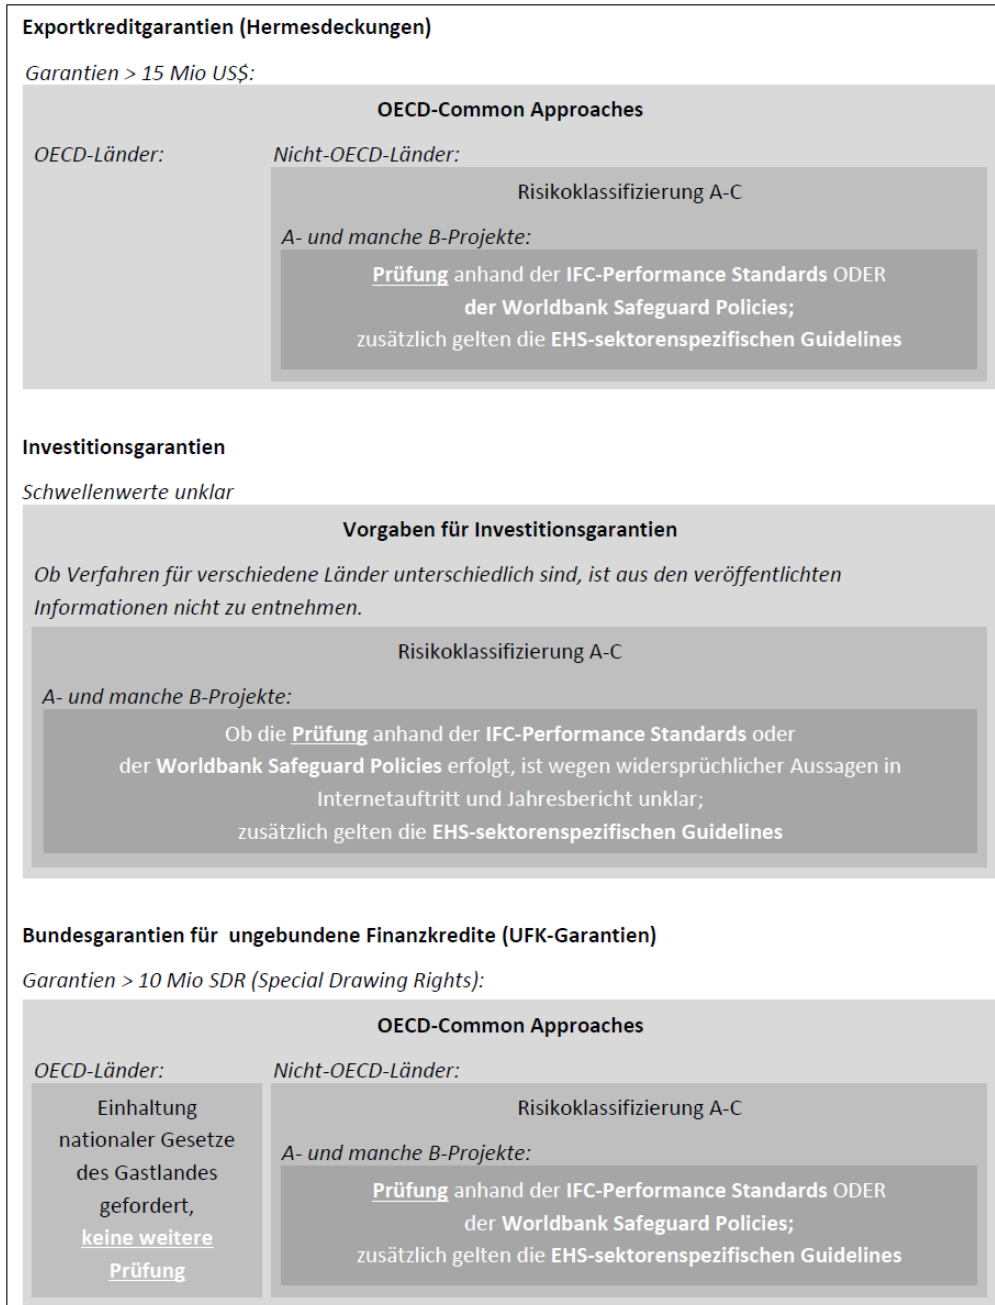 Exportkreditgarantien (Hermesdeckungen)
Garantien > 15 Mio US$:
OECD-Common Approaches
OECD-Länder:
Nicht-OECD-Länder:
Risikoklassifizierung A-C
A- und manche B-Projekte:
Prüfung anhand der IFC-Performance Standards ODER
der Worldbank Safeguard Policies;
zusätzlich gelten die EHS-sektorenspezifischen Guidelines
Investitionsgarantien
Schwellenwerte unklar
Vorgaben für Investitionsgarantien
Ob Verfahren für verschiedene Länder unterschiedlich sind, ist aus den veröffentlichten
Informationen nicht zu entnehmen.
Risikoklassifizierung A-C
A- und manche B-Projekte:
Ob die Prüfung anhand der IFC-Performance Standards oder
der Worldbank Safeguard Policies erfolgt, ist wegen widersprüchlicher Aussagen in
Internetauftritt und Jahresbericht unklar;
zusätzlich gelten die EHS-sektorenspezifischen Guidelines
Bundesgarantien für ungebundene Finanzkredite (UFK-Garantien)
Garantien > 10 Mio SDR (Special Drawing Rights):
OECD-Common Approaches
OECD-Länder:
Einhaltung
nationaler Gesetze
des Gastlandes
gefordert,
keine weitere
Prüfung
Nicht-OECD-Länder:
Risikoklassifizierung A-C
A- und manche B-Projekte:
Prüfung anhand der IFC-Performance Standards ODER
der Worldbank Safeguard Policies;
zusätzlich gelten die EHS-sektorenspezifischen Guidelines